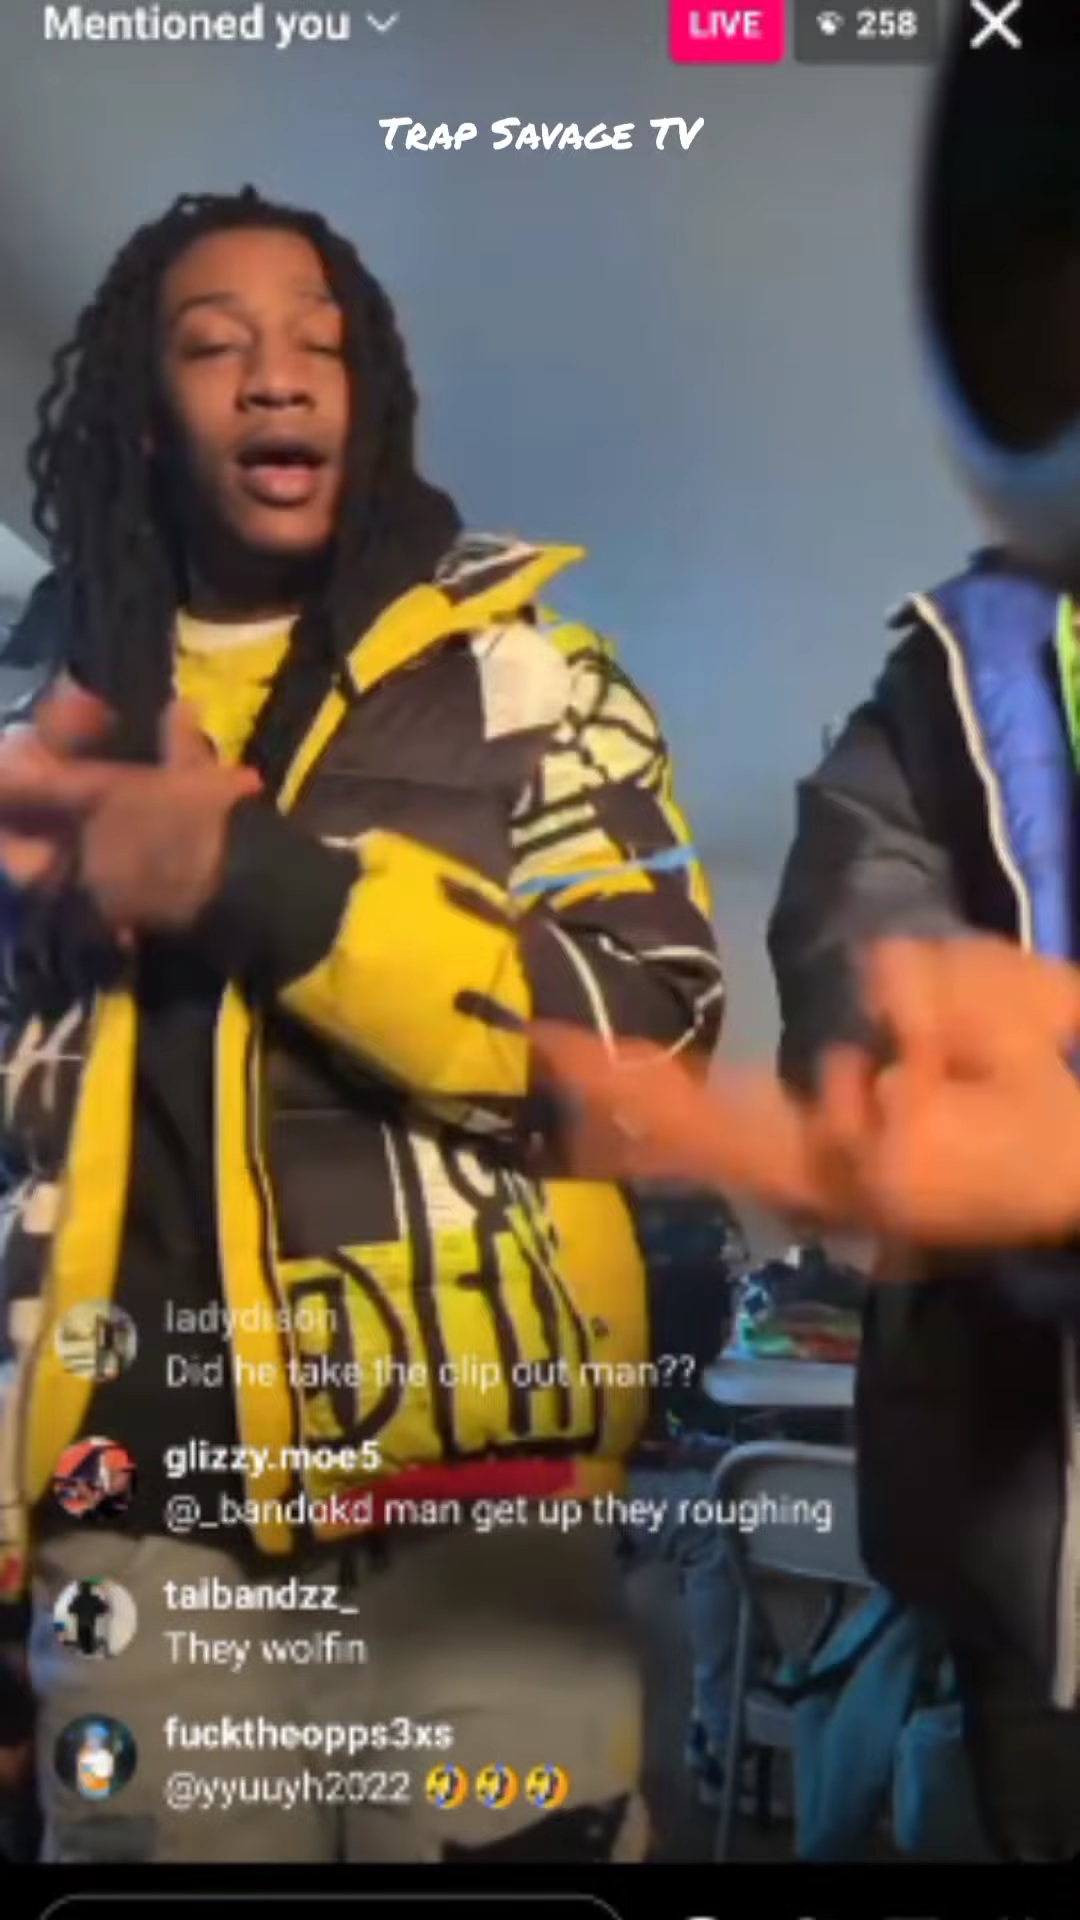 Mentioned you
LIVE
258
TRAP SAVAGE TV
ladydison
Did he take the clip out man??
glizzy.moe5
@_bandokd man get up they roughing
taibandzz_
They wolfin
fucktheopps3xs
@yyuuyh2022 🤣🤣🤣